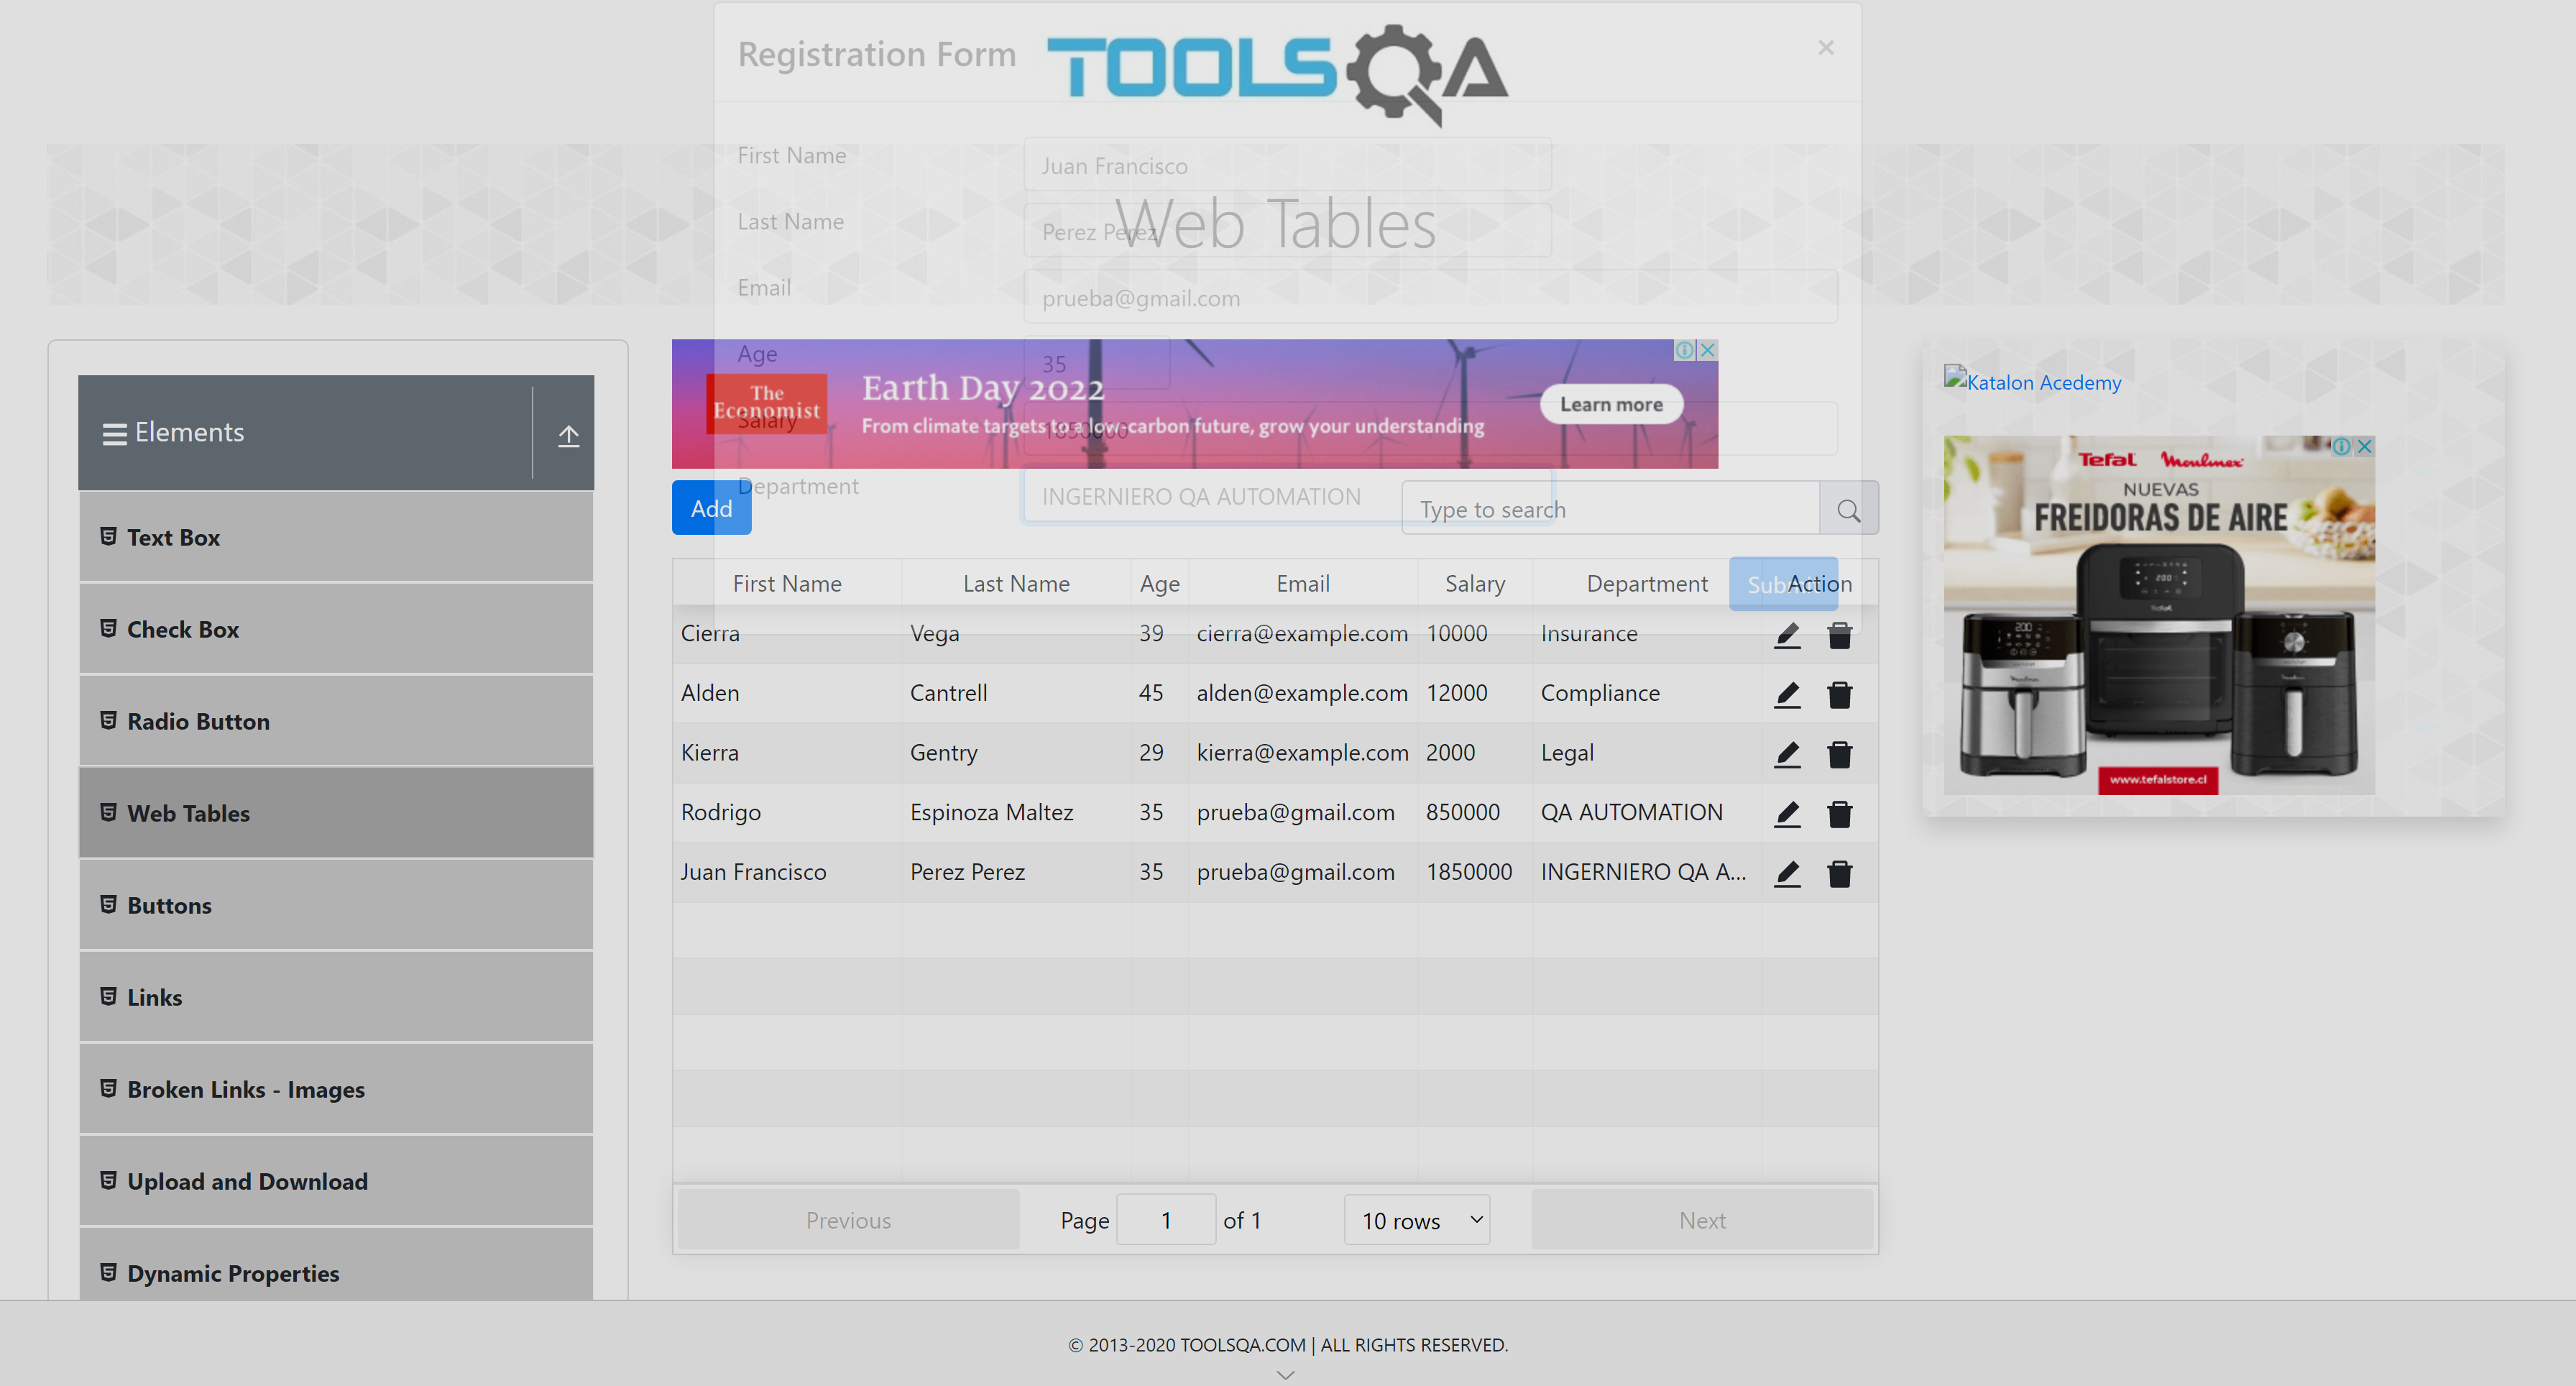 Registration Form
TOOLSQA
×
First Name
Juan Francisco
Last Name
Perez Perez
Web Tables
Email
prueba@gmail.com
Age
35
Salary
1850000
Department
INGERNIERO QA AUTOMATION
Submit
The Economist
Earth Day 2022
From climate targets to a low-carbon future, grow your understanding
Learn more
Elements
Text Box
Check Box
Radio Button
Web Tables
Buttons
Links
Broken Links - Images
Upload and Download
Dynamic Properties
Add
Type to search
First Name Last Name Age Email Salary Department Action
Cierra Vega 39 cierra@example.com 10000 Insurance
Alden Cantrell 45 alden@example.com 12000 Compliance
Kierra Gentry 29 kierra@example.com 2000 Legal
Rodrigo Espinoza Maltez 35 prueba@gmail.com 850000 QA AUTOMATION
Juan Francisco Perez Perez 35 prueba@gmail.com 1850000 INGERNIERO QA A...
Previous
Page 1 of 1
10 rows
Next
Katalon Acedemy
Tefal Moulinex
NUEVAS
FREIDORAS DE AIRE
200
Tefal
200
www.tefalstore.cl
© 2013-2020 TOOLSQA.COM | ALL RIGHTS RESERVED.